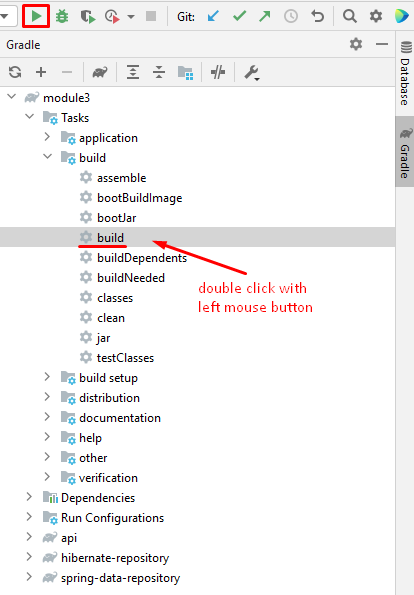 Git:
Gradle
module3
Tasks
application
build
assemble
bootBuildImage
bootJar
build
buildDependents
buildNeeded
classes
clean
jar
testClasses
build setup
distribution
documentation
help
other
verification
Dependencies
Run Configurations
api
hibernate-repository
spring-data-repository
double click with
left mouse button
Database
Gradle